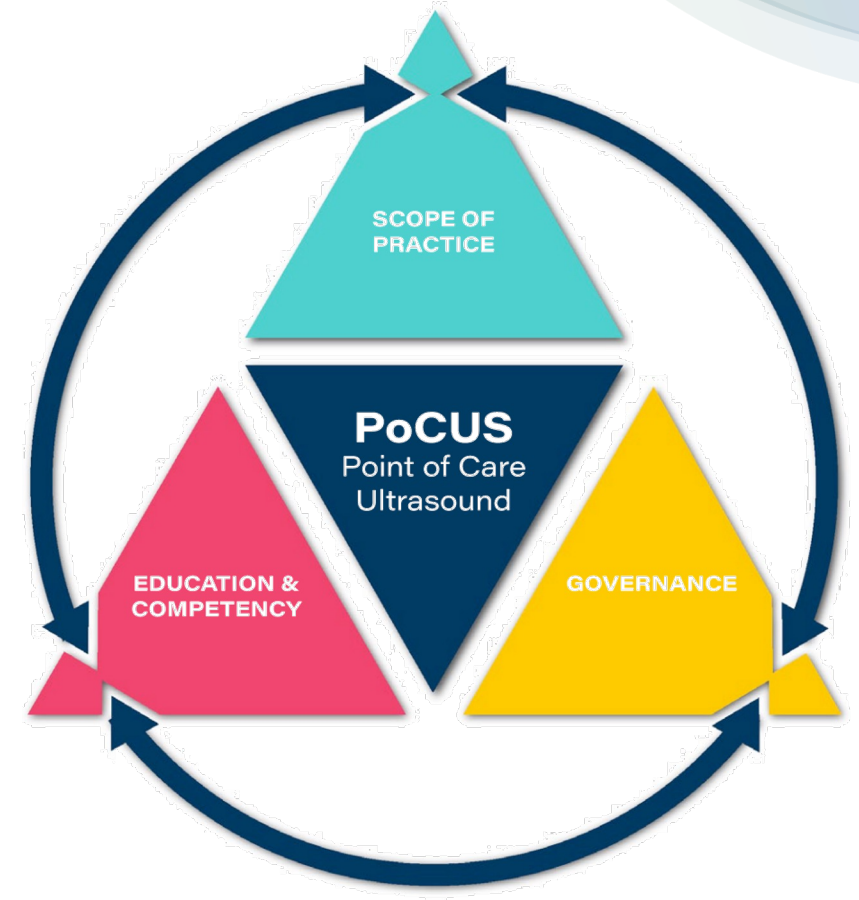 SCOPE OF
PRACTICE
PoCUS
Point of Care
Ultrasound
EDUCATION &
COMPETENCY
GOVERNANCE